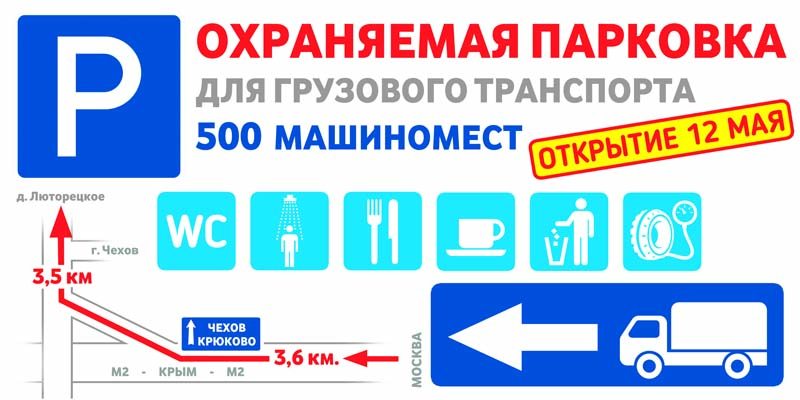 P
ОХРАНЯЕМАЯ ПАРКОВКА
ДЛЯ ГРУЗОВОГО ТРАНСПОРТА
500 МАШИНОМЕСТ
ОТКРЫТИЕ 12 МАЯ
д. Люторецкое
WC
г. Чехов
3,5 км
ЧЕХОВ
КРЮКОВО
3,6 км.
МОСКВА
М2 - КРЫМ - М2